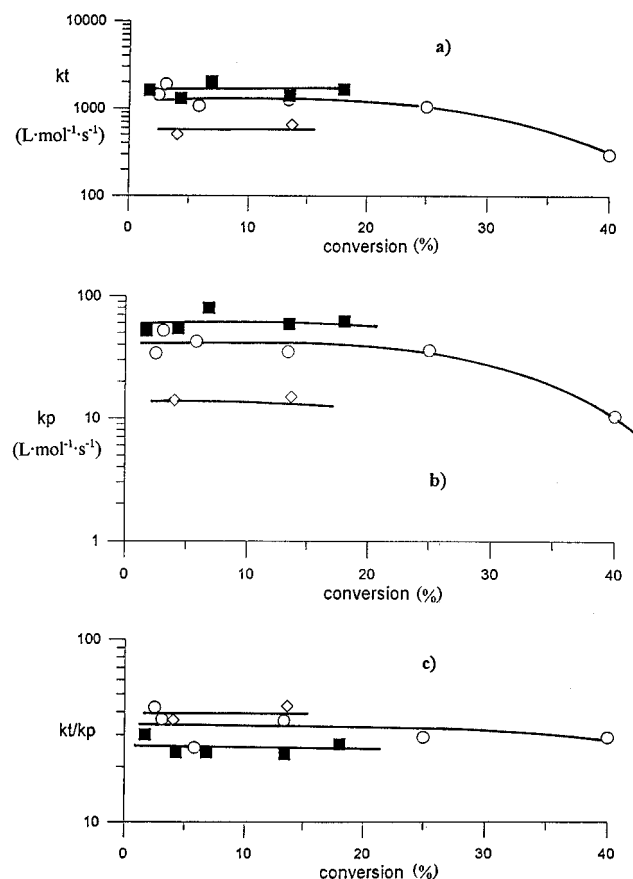 10000
a)
kt
1000
(L·mol⁻¹·s⁻¹)
100
0 10 20 30 40
conversion (%)
100
10
kp
(L·mol⁻¹·s⁻¹)
b)
1
0 10 20 30 40
conversion (%)
100
c)
kt/kp
10
0 10 20 30 40
conversion (%)